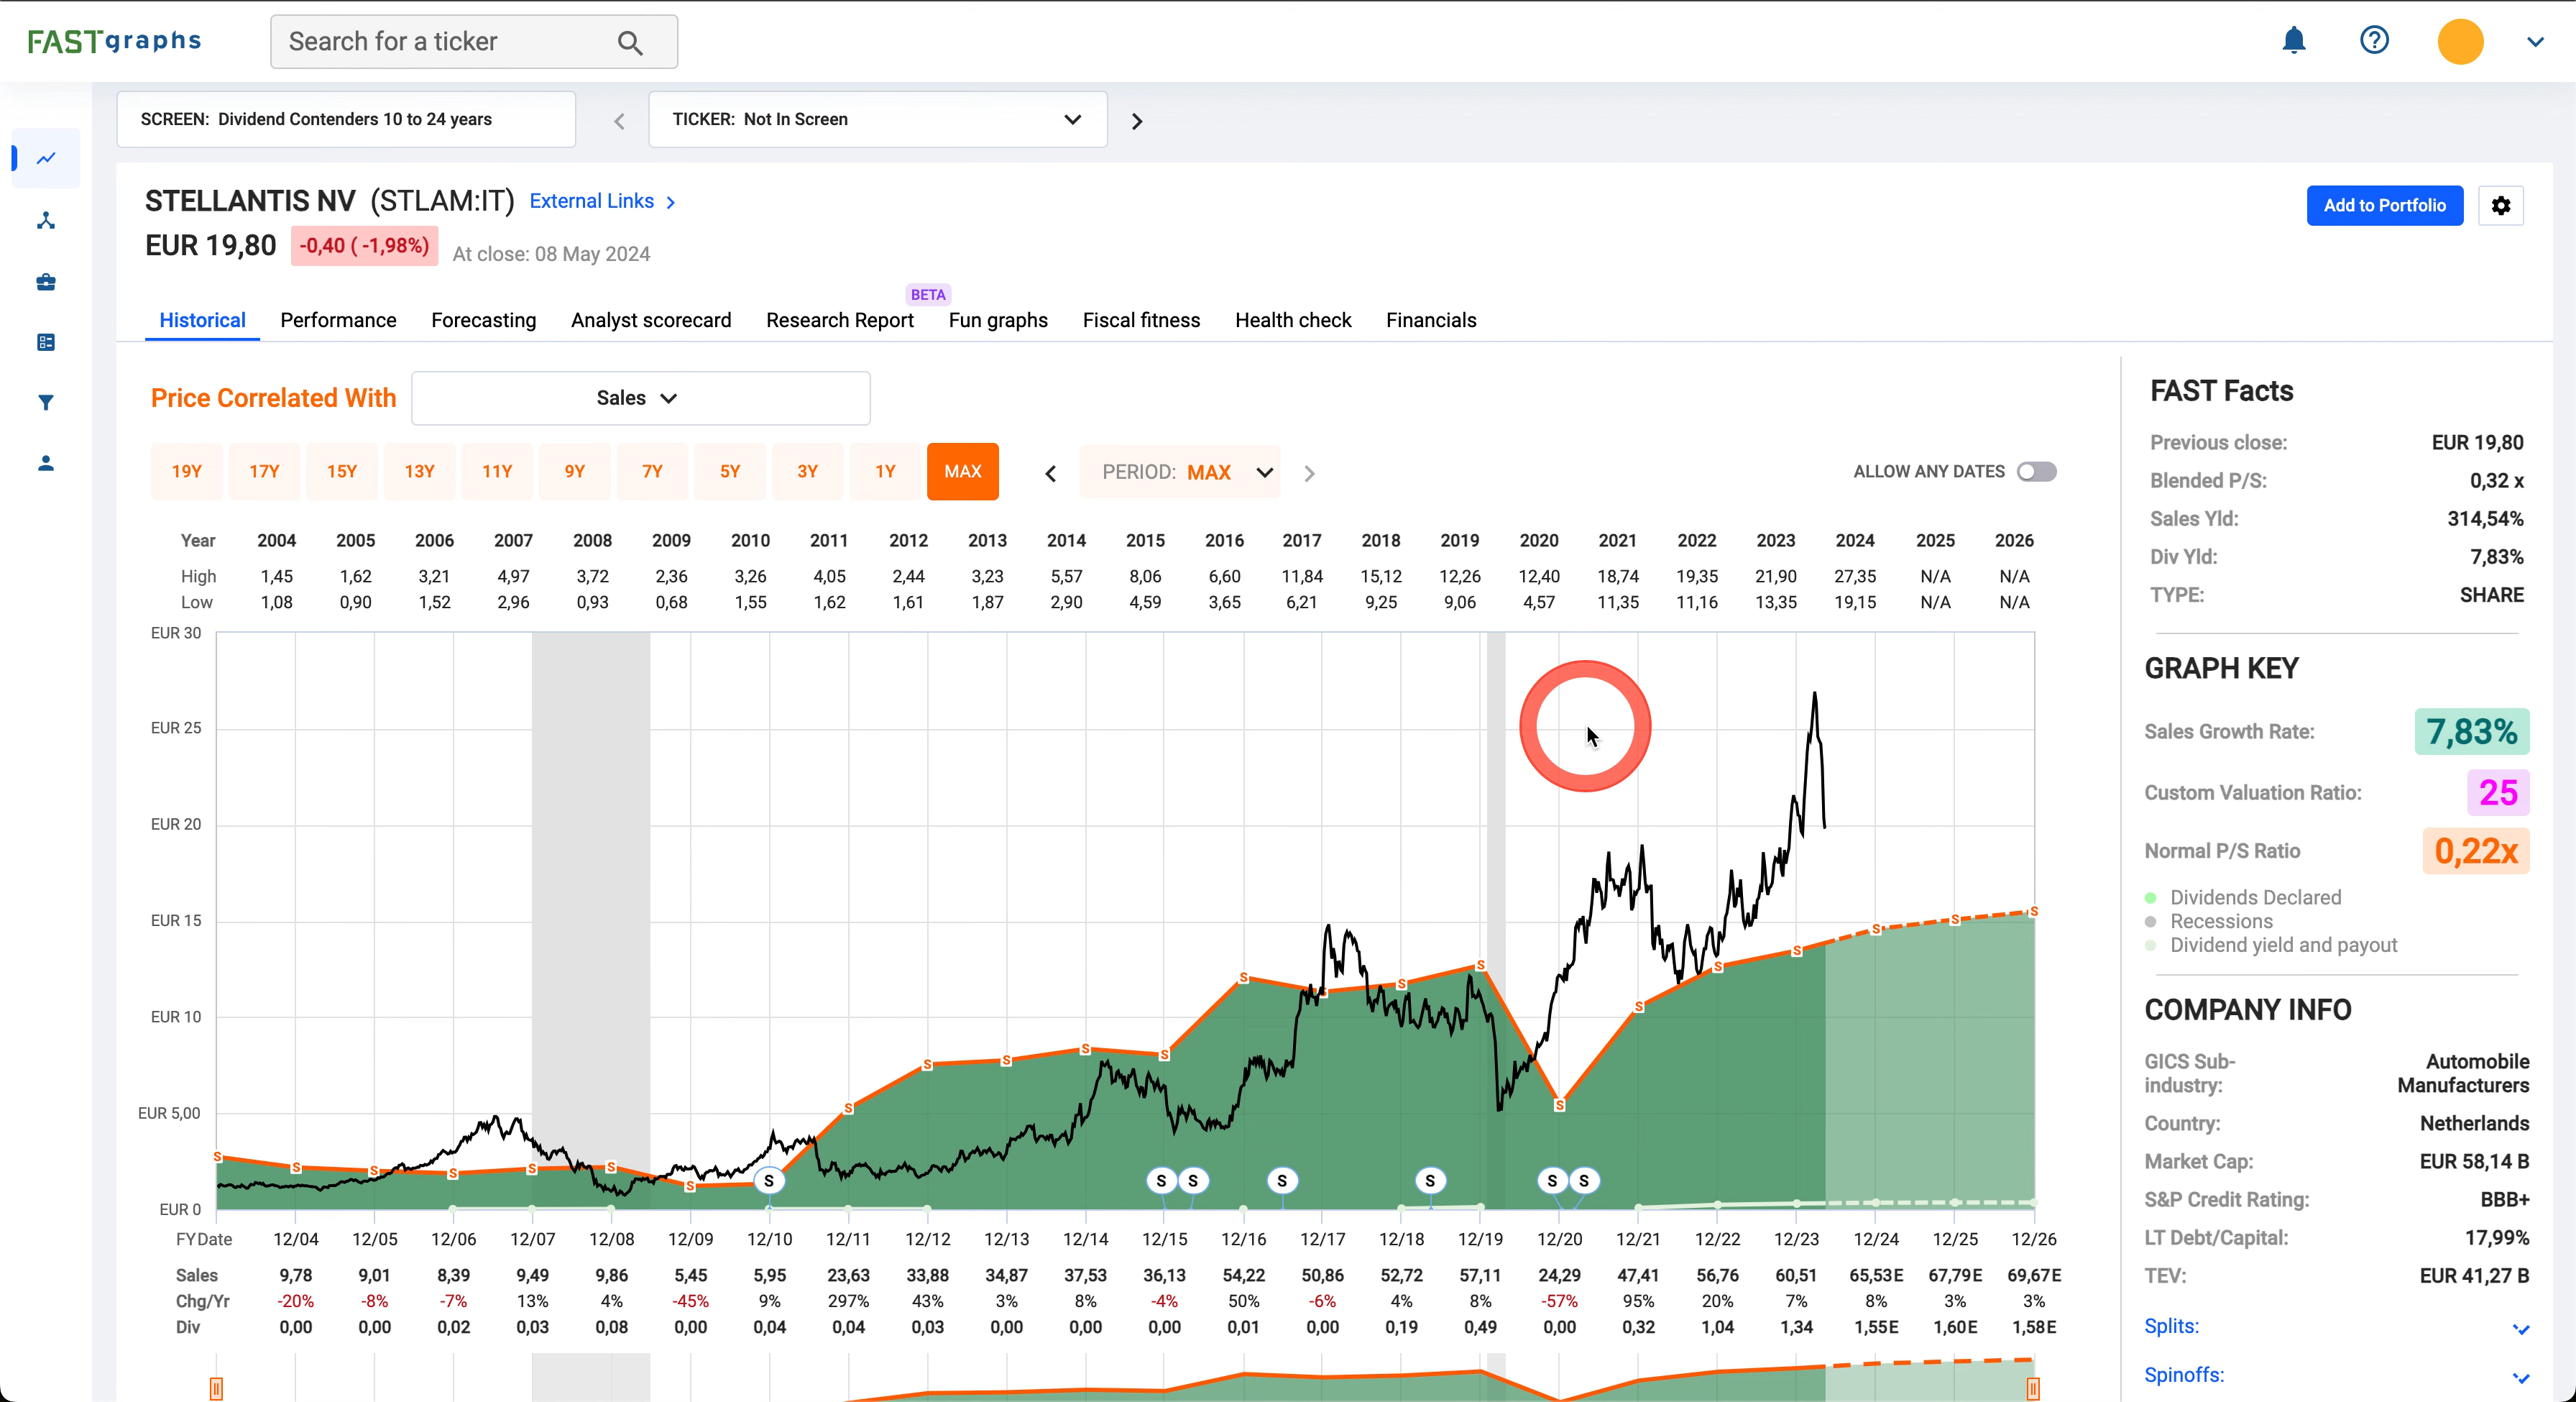 FASTgraphs
Search for a ticker
SCREEN: Dividend Contenders 10 to 24 years
TICKER: Not In Screen
STELLANTIS NV (STLAM:IT) External Links
Add to Portfolio
EUR 19,80 -0,40 ( -1,98%) At close: 08 May 2024
BETA
Historical Performance Forecasting Analyst scorecard Research Report Fun graphs Fiscal fitness Health check Financials
Price Correlated With Sales
19Y 17Y 15Y 13Y 11Y 9Y 7Y 5Y 3Y 1Y MAX PERIOD: MAX ALLOW ANY DATES
Year 2004 2005 2006 2007 2008 2009 2010 2011 2012 2013 2014 2015 2016 2017 2018 2019 2020 2021 2022 2023 2024 2025 2026
High 1,45 1,62 3,21 4,97 3,72 2,36 3,26 4,05 2,44 3,23 5,57 8,06 6,60 11,84 15,12 12,26 12,40 18,74 19,35 21,90 27,35 N/A N/A
Low 1,08 0,90 1,52 2,96 0,93 0,68 1,55 1,62 1,61 1,87 2,90 4,59 3,65 6,21 9,25 9,06 4,57 11,35 11,16 13,35 19,15 N/A N/A
EUR 30
EUR 25
EUR 20
EUR 15
EUR 10
EUR 5,00
EUR 0
S S S S S S S S S S S S S S S S S S S S S S S
S S S S S S S
FYDate 12/04 12/05 12/06 12/07 12/08 12/09 12/10 12/11 12/12 12/13 12/14 12/15 12/16 12/17 12/18 12/19 12/20 12/21 12/22 12/23 12/24 12/25 12/26
Sales 9,78 9,01 8,39 9,49 9,86 5,45 5,95 23,63 33,88 34,87 37,53 36,13 54,22 50,86 52,72 57,11 24,29 47,41 56,76 60,51 65,53E 67,79E 69,67E
Chg/Yr -20% -8% -7% 13% 4% -45% 9% 297% 43% 3% 8% -4% 50% -6% 4% 8% -57% 95% 20% 7% 8% 3% 3%
Div 0,00 0,00 0,02 0,03 0,08 0,00 0,04 0,04 0,03 0,00 0,00 0,00 0,01 0,00 0,19 0,49 0,00 0,32 1,04 1,34 1,55E 1,60E 1,58E
FAST Facts
Previous close: EUR 19,80
Blended P/S: 0,32 x
Sales Yld: 314,54%
Div Yld: 7,83%
TYPE: SHARE
GRAPH KEY
Sales Growth Rate: 7,83%
Custom Valuation Ratio: 25
Normal P/S Ratio 0,22x
Dividends Declared
Recessions
Dividend yield and payout
COMPANY INFO
GICS Sub- Automobile
industry: Manufacturers
Country: Netherlands
Market Cap: EUR 58,14 B
S&P Credit Rating: BBB+
LT Debt/Capital: 17,99%
TEV: EUR 41,27 B
Splits:
Spinoffs: